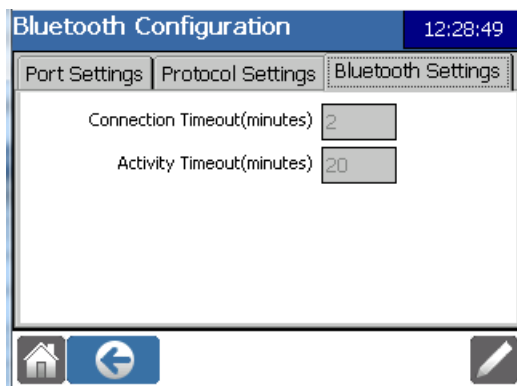 Bluetooth Configuration 12:28:49
Port Settings Protocol Settings Bluetooth Settings
Connection Timeout(minutes) 2
Activity Timeout(minutes) 20